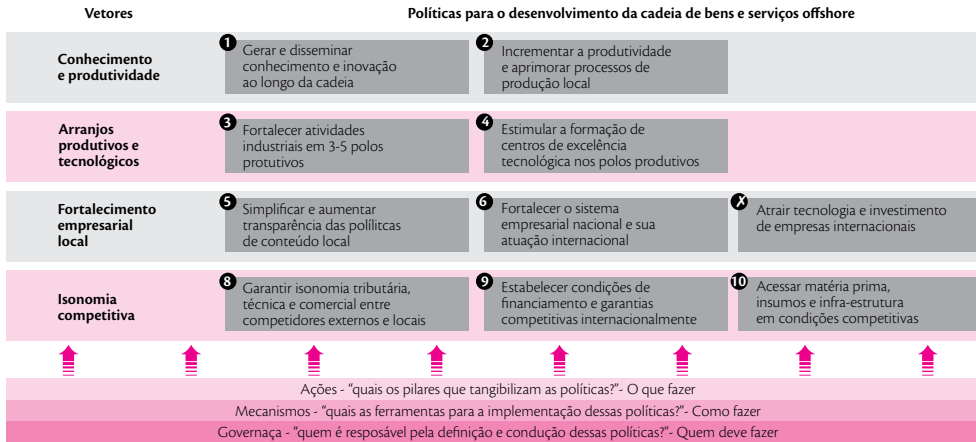 Vetores
Políticas para o desenvolvimento da cadeia de bens e serviços offshore
Conhecimento
e produtividade
1
Gerar e disseminar
conhecimento e inovação
ao longo da cadeia
2
Incrementar a produtividade
e aprimorar processos de
produção local
Arranjos
produtivos e
tecnológicos
3
Fortalecer atividades
industriais em 3-5 polos
protutivos
4
Estimular a formação de
centros de excelência
tecnológica nos polos produtivos
Fortalecimento
empresarial
local
5
Simplificar e aumentar
transparência das polílitcas
de conteúdo local
6
Fortalecer o sistema
empresarial nacional e sua
atuação internacional
✗
Atrair tecnologia e investimento
de empresas internacionais
Isonomia
competitiva
8
Garantir isonomia tributária,
técnica e comercial entre
competidores externos e locais
9
Estabelecer condições de
financiamento e garantias
competitivas internacionalmente
10
Acessar matéria prima,
insumos e infra-estrutura
em condições competitivas
Ações - “quais os pilares que tangibilizam as políticas?”- O que fazer
Mecanismos - “quais as ferramentas para a implementação dessas políticas?”- Como fazer
Governaça - “quem é resposável pela definição e condução dessas políticas?”- Quem deve fazer